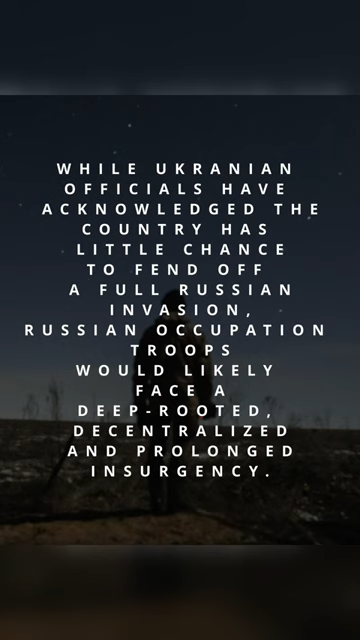 WHILE UKRANIAN
OFFICIALS HAVE
ACKNOWLEDGED THE
COUNTRY HAS
LITTLE CHANCE
TO FEND OFF
A FULL RUSSIAN
INVASION,
RUSSIAN OCCUPATION
TROOPS
WOULD LIKELY
FACE A
DEEP-ROOTED,
DECENTRALIZED
AND PROLONGED
INSURGENCY.